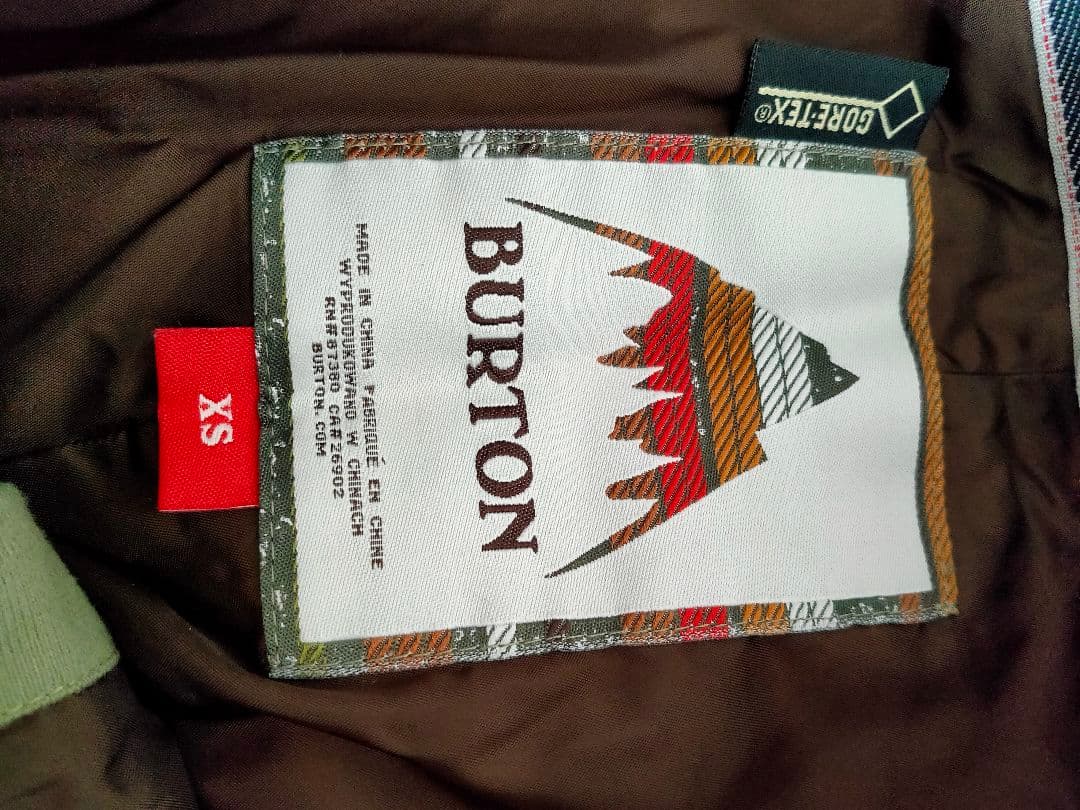 GORE-TEX®
BURTON
MADE IN CHINA FABRIQUÉ EN CHINE
WYPRODUKOWANO W CHINACH
RN#87380 CA#26902
BURTON.COM
XS